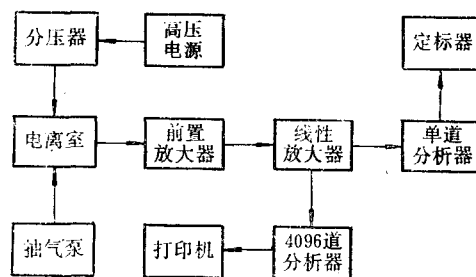 分压器
高压
电源
定标器
电离室
前置
放大器
线性
放大器
单道
分析器
抽气泵
打印机
4096道
分析器